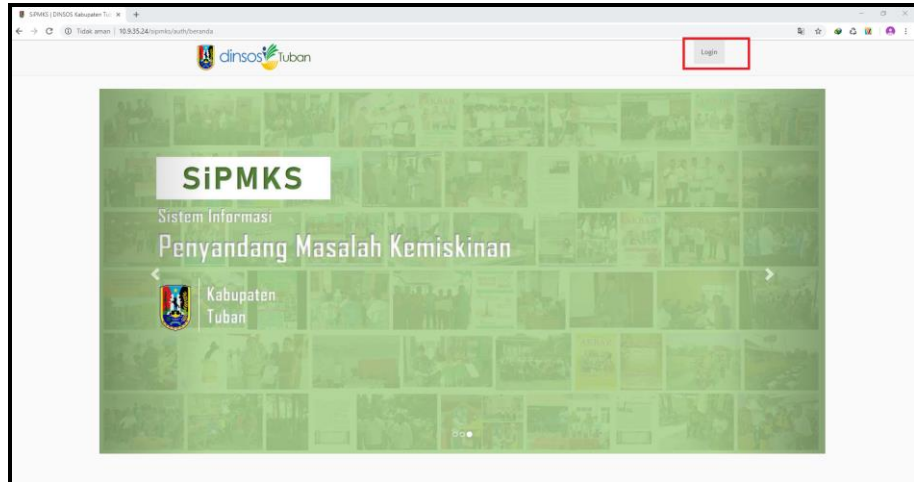 SiPMKS | DINSOS Kabupaten Tu
Tidak aman | 10.9.35.24/sipmks/auth/beranda
dinsos Tuban
Login
SiPMKS
Sistem Informasi
Penyandang Masalah Kemiskinan
Kabupaten
Tuban